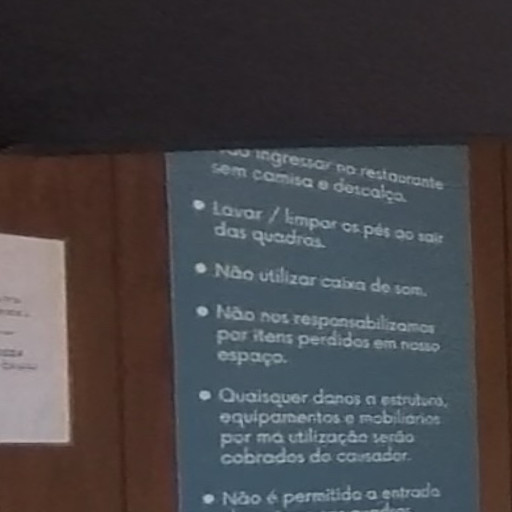 ingressar no restaurante
sem camisa e descalço.
• Lavar / limpar os pés ao sair
das quadras.
• Não utilizar caixa de som.
• Não nos responsabilizamos
por itens perdidos em nosso
espaço.
• Quaisquer danos a estrutura,
equipamentos e mobiliários
por má utilização serão
cobrados do causador.
• Não é permitido a entrada